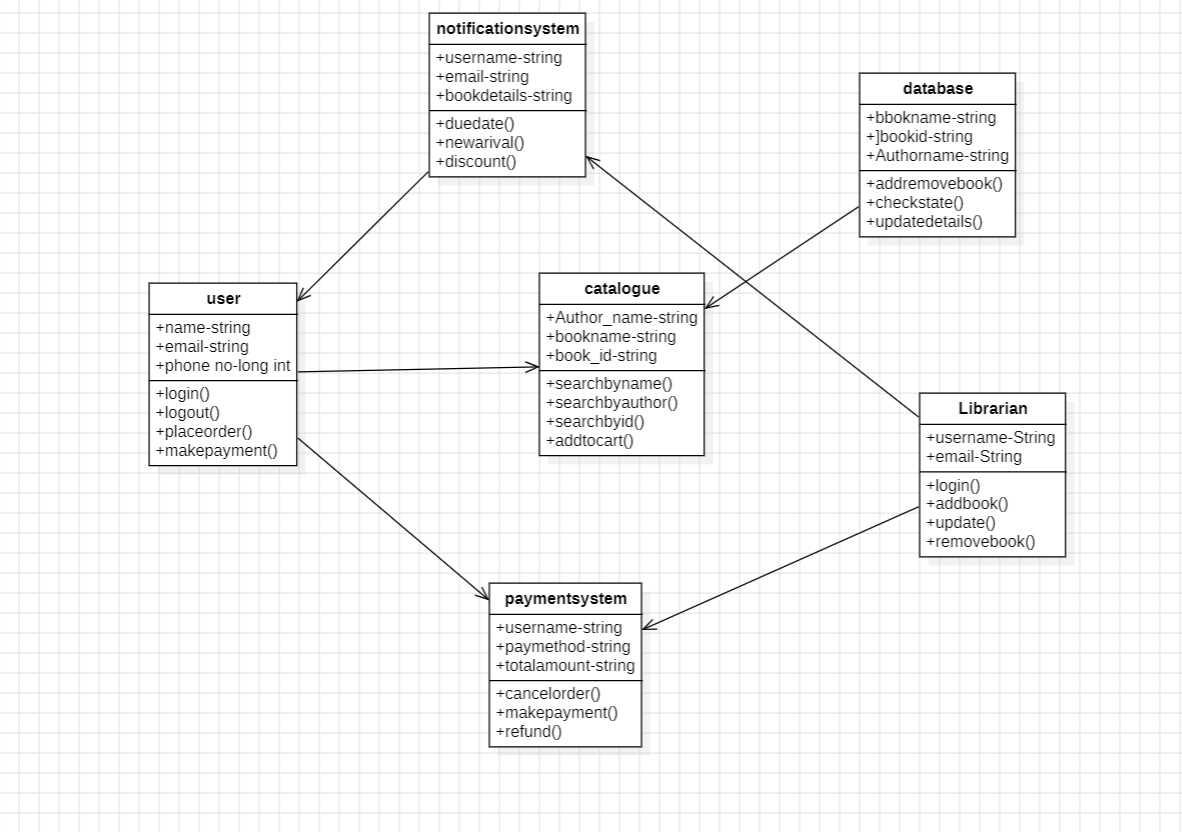 notificationsystem
+username-string
+email-string
+bookdetails-string
+duedate()
+newarival()
+discount()
database
+bbokname-string
+]bookid-string
+Authorname-string
+addremovebook()
+checkstate()
+updatedetails()
user
+name-string
+email-string
+phone no-long int
+login()
+logout()
+placeorder()
+makepayment()
catalogue
+Author_name-string
+bookname-string
+book_id-string
+searchbyname()
+searchbyauthor()
+searchbyid()
+addtocart()
Librarian
+username-String
+email-String
+login()
+addbook()
+update()
+removebook()
paymentsystem
+username-string
+paymethod-string
+totalamount-string
+cancelorder()
+makepayment()
+refund()